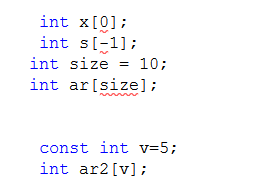 int x[0];
int s[-1];
int size = 10;
int ar[size];
const int v=5;
int ar2[v];